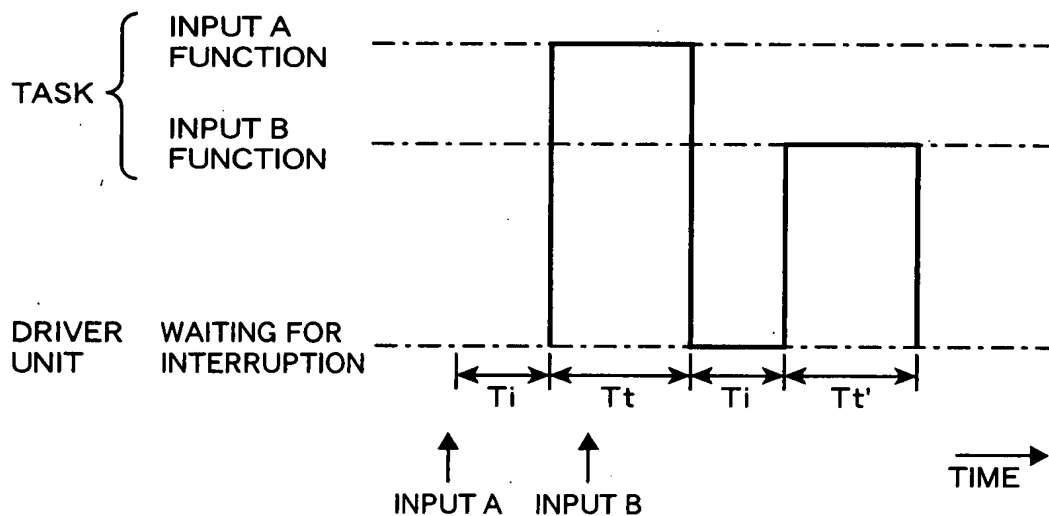 INPUT A
FUNCTION
TASK
INPUT B
FUNCTION
DRIVER
UNIT
WAITING FOR
INTERRUPTION
Ti
Tt
Ti
Tt'
INPUT A
INPUT B
TIME